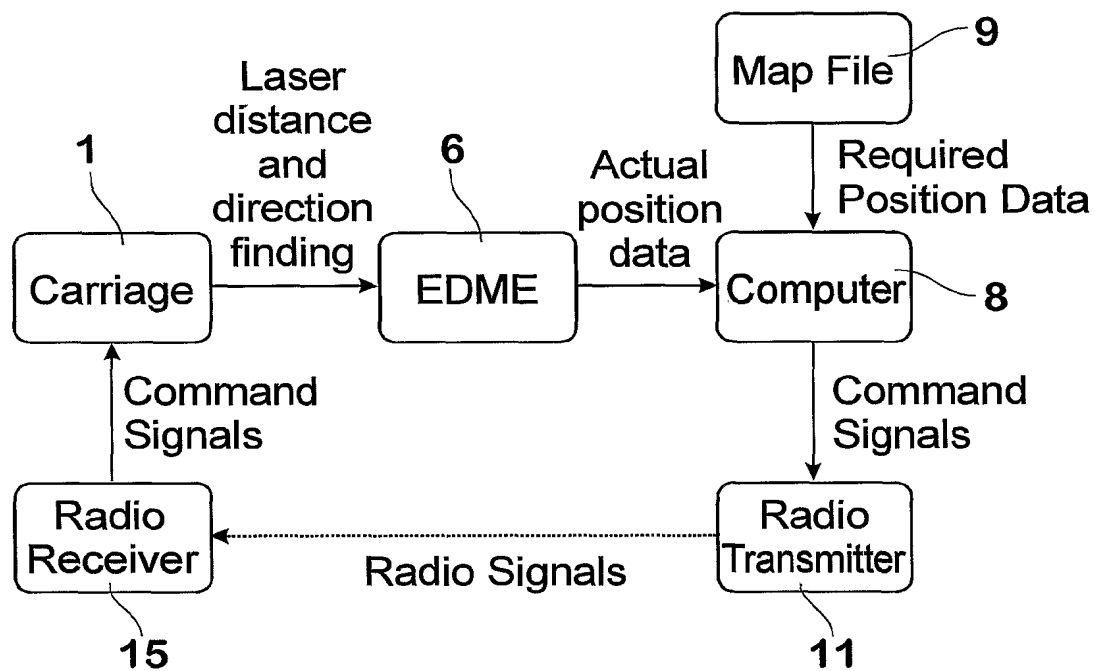 9
Map File
Laser
distance
and
direction
finding
1
6
Actual
position
data
Required
Position Data
Carriage
EDME
Computer
8
Command
Signals
Command
Signals
Radio
Receiver
Radio Signals
Radio
Transmitter
15
11